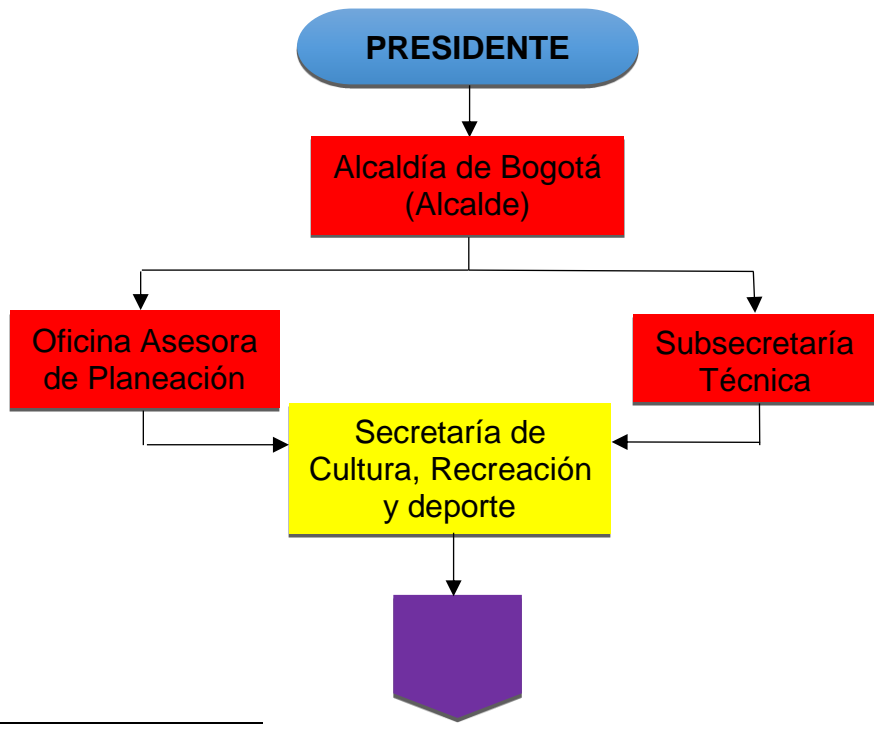 PRESIDENTE
Alcaldía de Bogotá
(Alcalde)
Oficina Asesora
de Planeación
Subsecretaría
Técnica
Secretaría de
Cultura, Recreación
y deporte